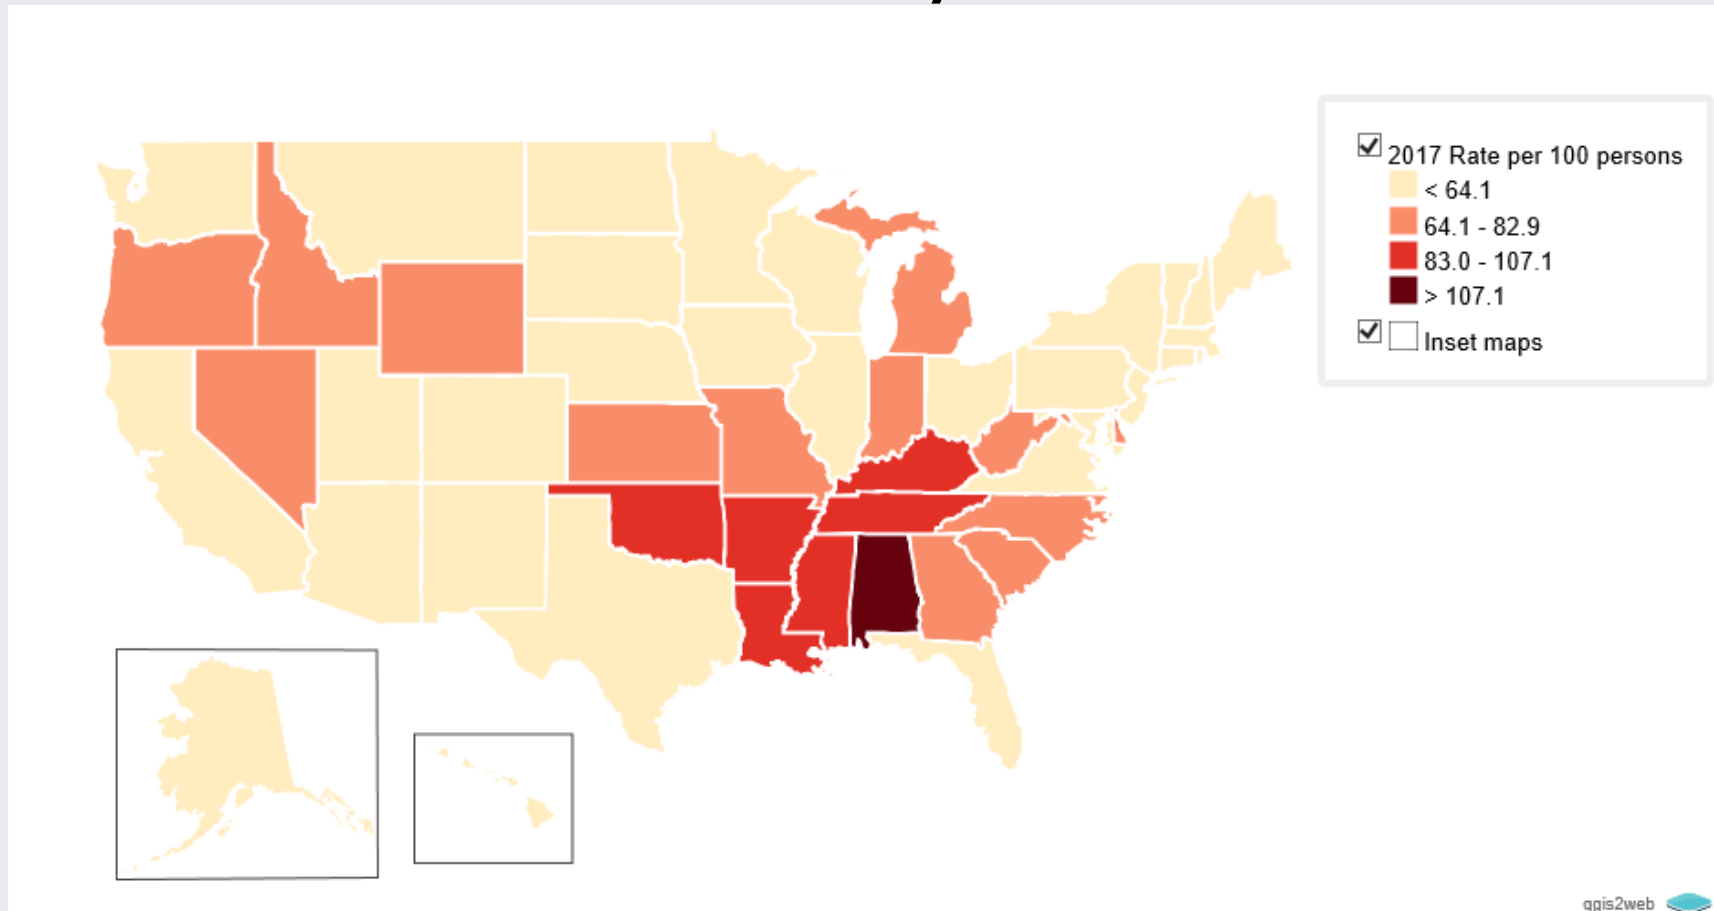 2017 Rate per 100 persons
< 64.1
64.1 - 82.9
83.0 - 107.1
> 107.1
Inset maps
qgis2web